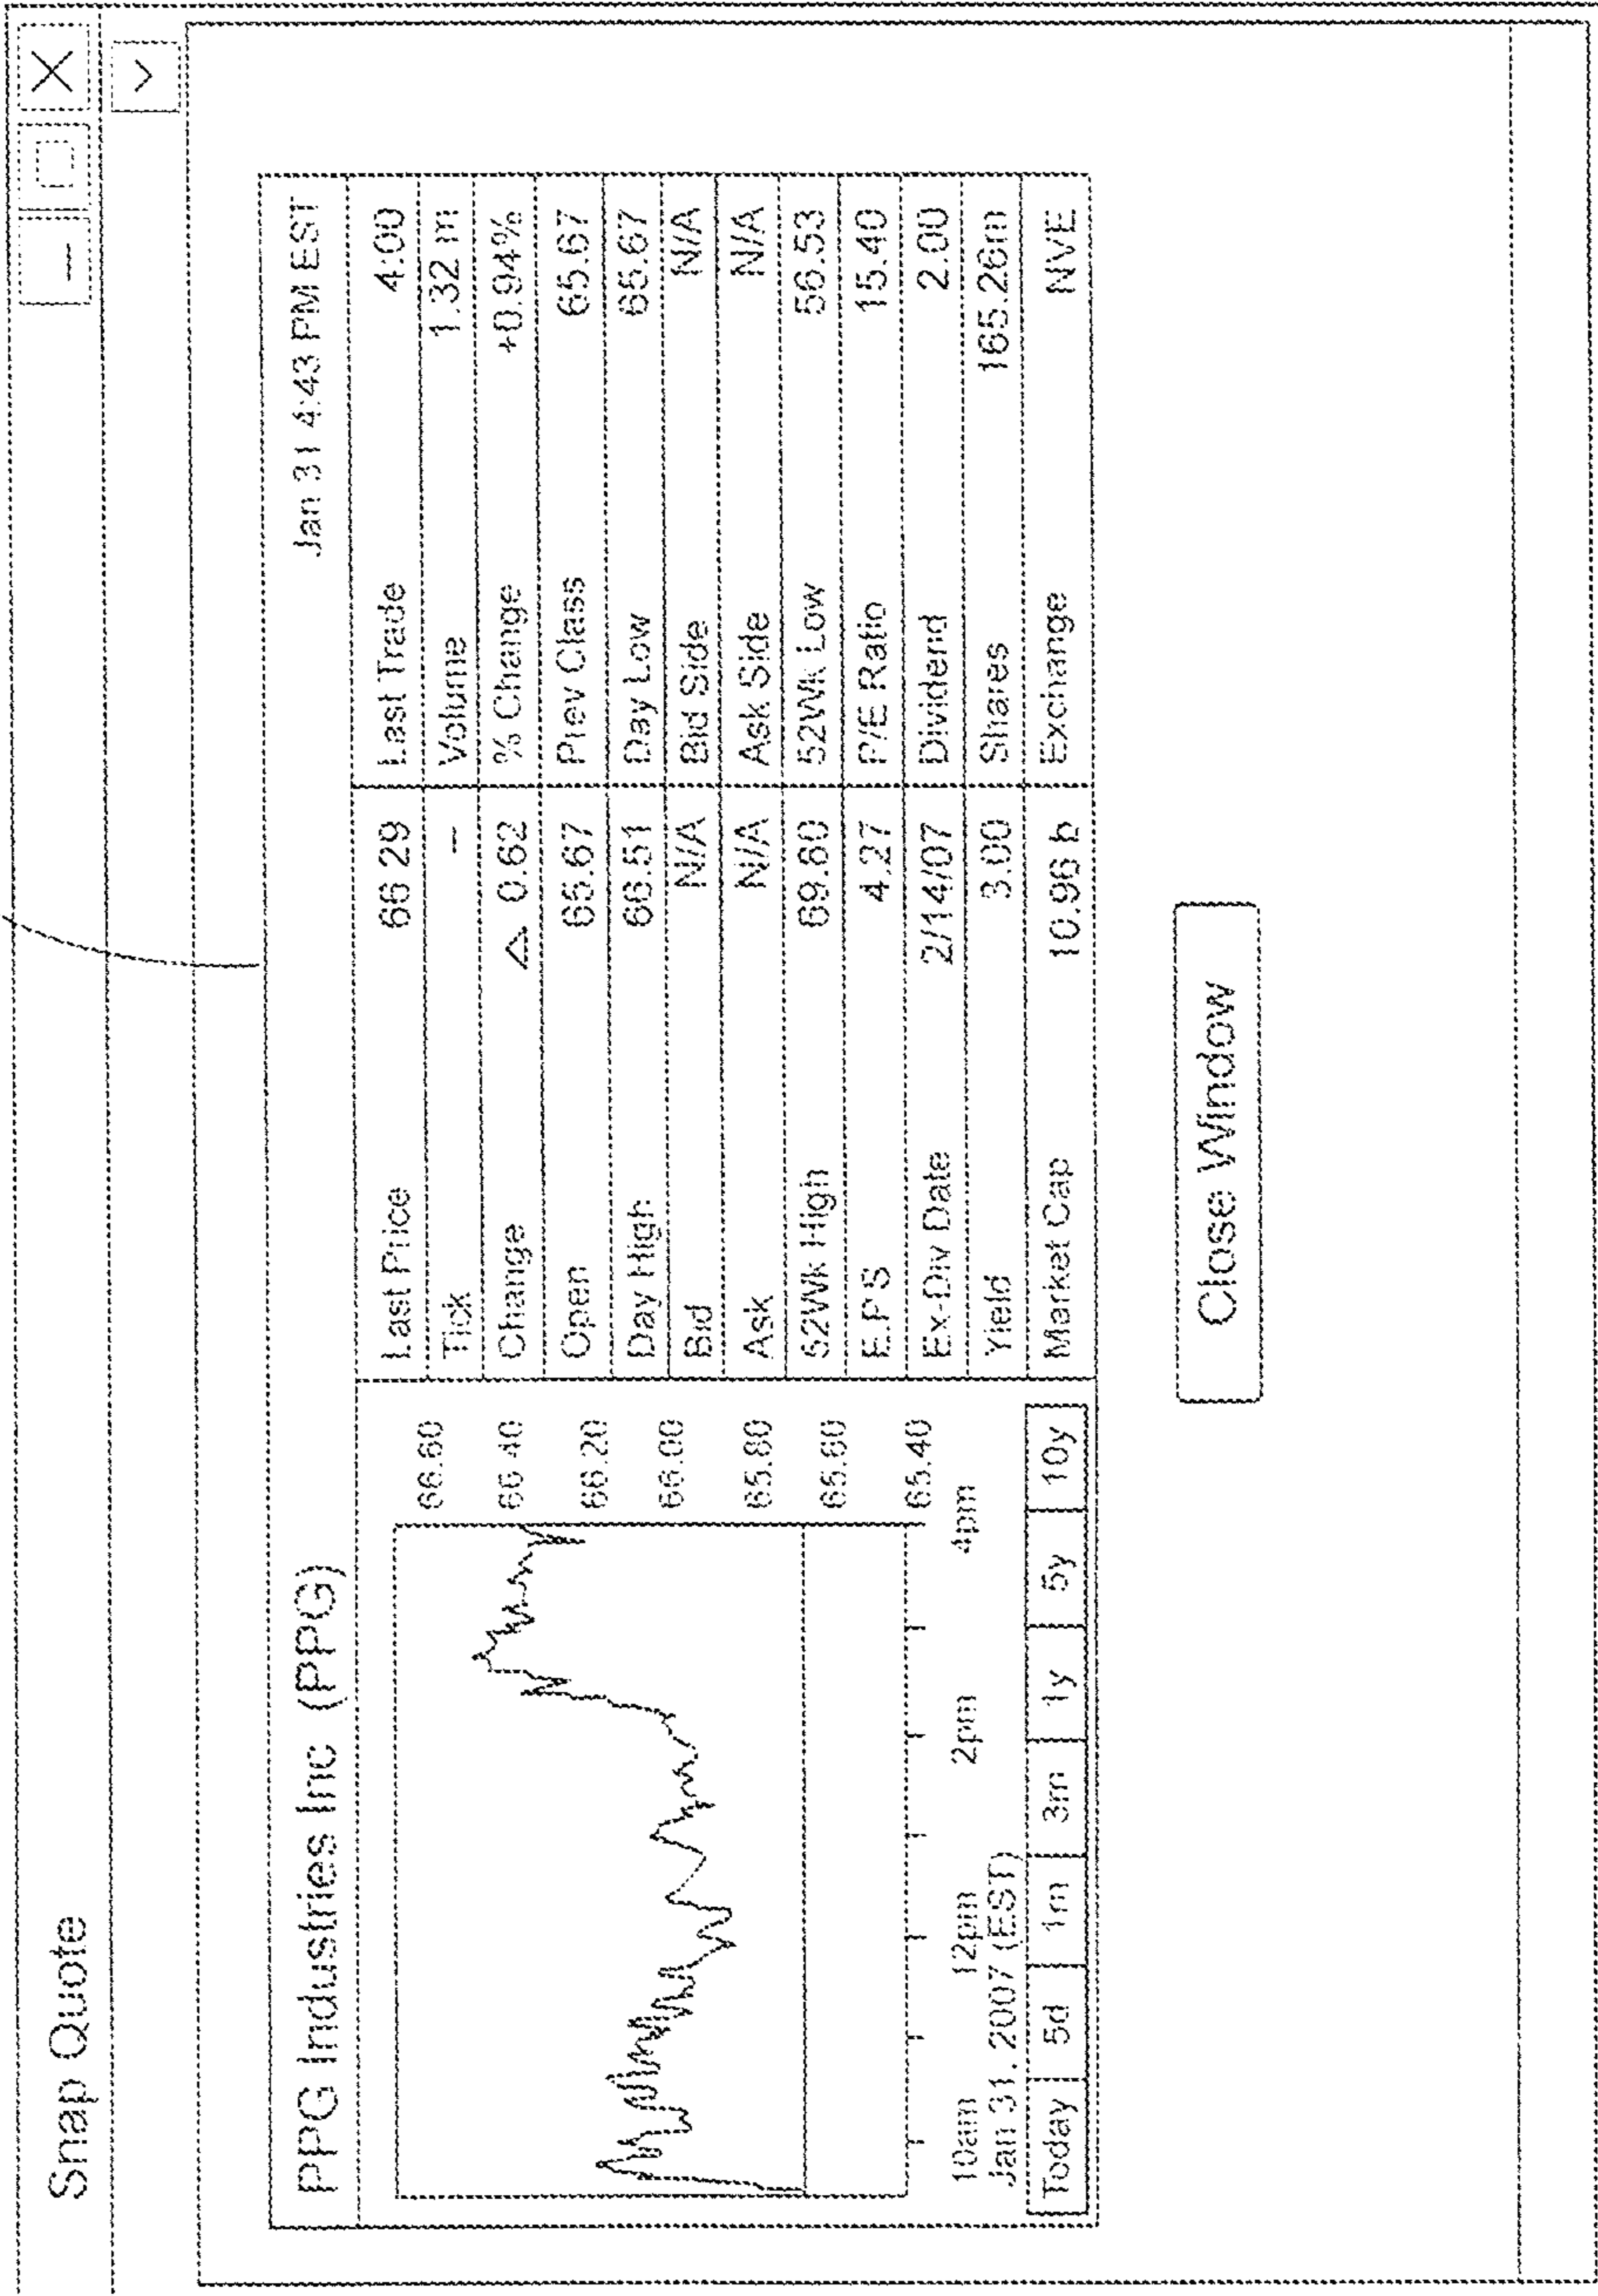 Snap Quote
PPG Industries Inc (PPG) Jan 31 4:43 PM EST
66.60
66.40
66.20
66.00
65.80
65.60
65.40
10am 12pm 2pm 4pm
Jan 31, 2007 (EST)
Today 5d 1m 3m 1y 5y 10y
Last Price 66 29 Last Trade 4:00
Tick -- Volume 1.32 m
Change △ 0.62 % Change +0.94%
Open 65.67 Prev Class 65.67
Day High 66.51 Day Low 65.67
Bid N/A Bid Side N/A
Ask N/A Ask Side N/A
52Wk High 69.80 52Wk Low 56.53
E.P.S 4.27 P/E Ratio 15.40
Ex-Div Date 2/14/07 Dividend 2.00
Yield 3.00 Shares 165.26m
Market Cap 10.96 b Exchange NVE
Close Window